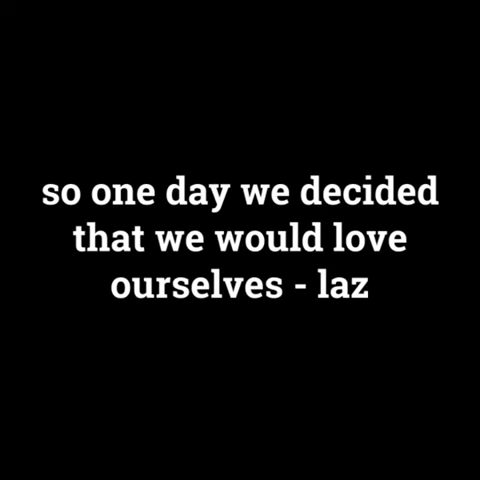 so one day we decided
that we would love
ourselves - laz